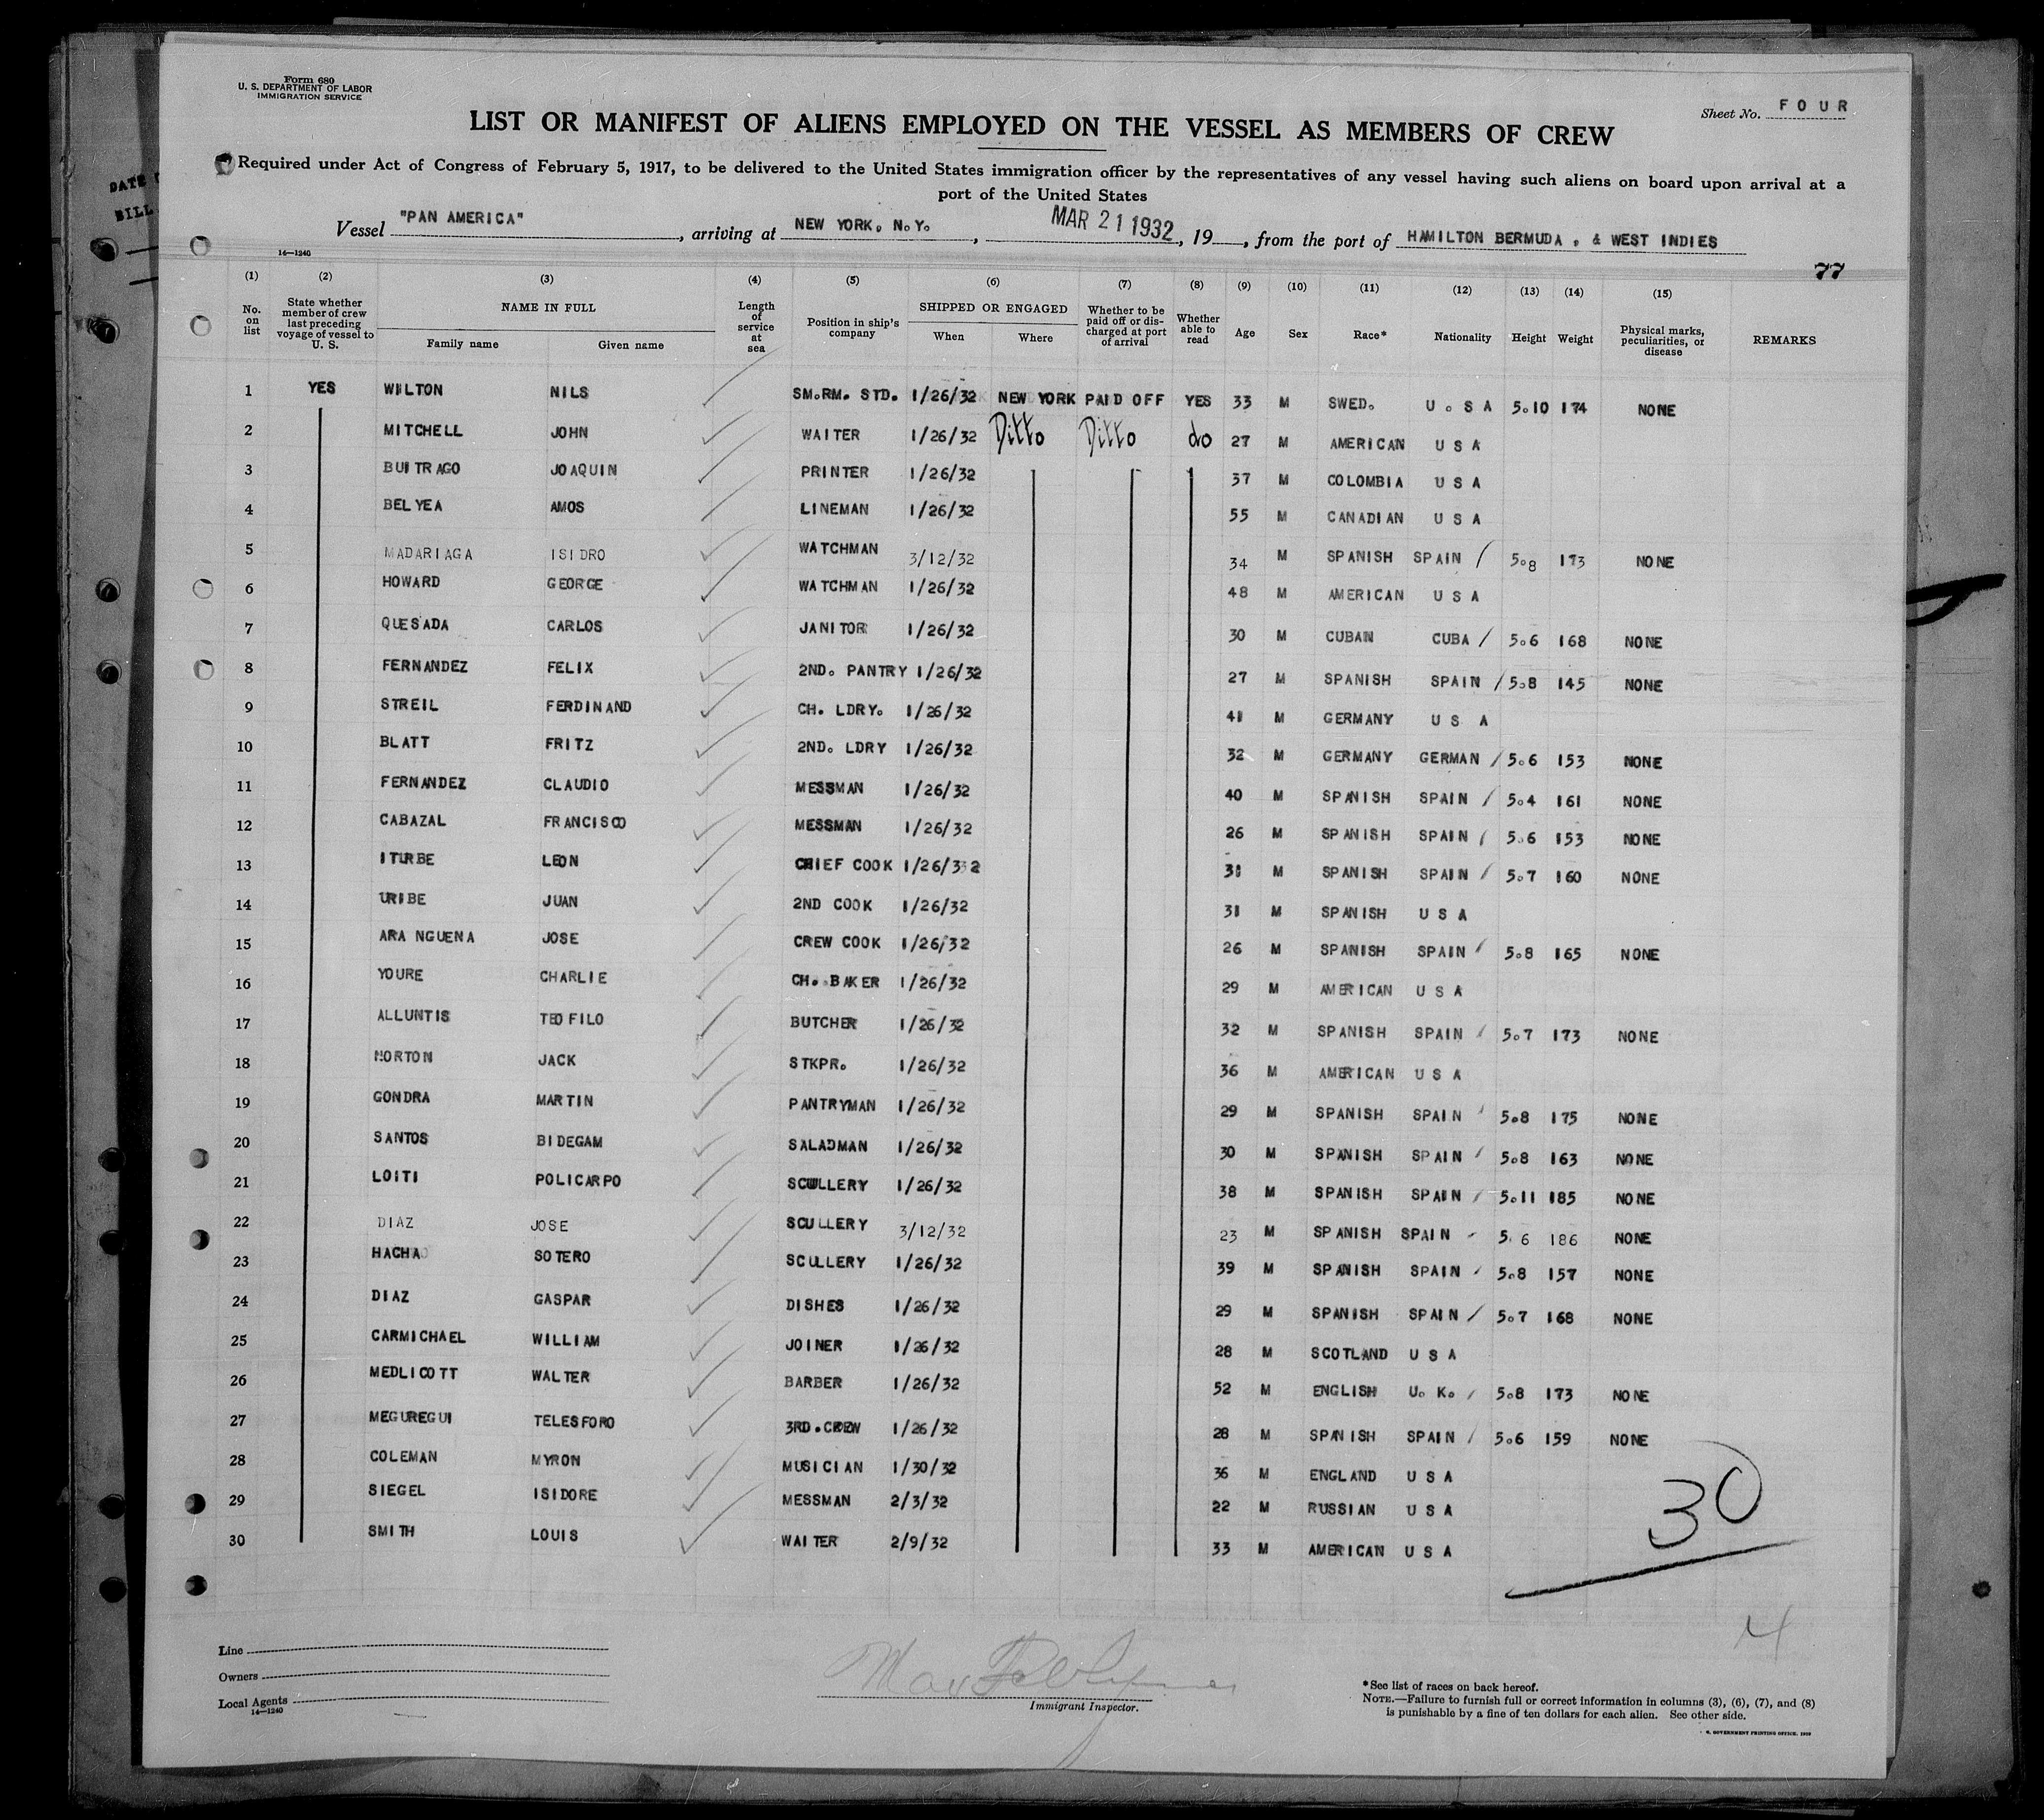 Form 680
U. S. DEPARTMENT OF LABOR
IMMIGRATION SERVICE
Sheet No. FOUR
LIST OR MANIFEST OF ALIENS EMPLOYED ON THE VESSEL AS MEMBERS OF CREW
Required under Act of Congress of February 5, 1917, to be delivered to the United States immigration officer by the representatives of any vessel having such aliens on board upon arrival at a
port of the United States
DATE
BILL
Vessel "PAN AMERICA", arriving at NEW YORK, N.Y., MAR 21 1932, 19, from the port of HAMILTON BERMUDA, & WEST INDIES
14—1240
77
(1) (2) (3) (4) (5) (6) (7) (8) (9) (10) (11) (12) (13) (14) (15)
No. on list State whether member of crew last preceding voyage of vessel to U. S. NAME IN FULL Family name Given name Length of service at sea Position in ship's company SHIPPED OR ENGAGED When Where Whether to be paid off or discharged at port of arrival Whether able to read Age Sex Race* Nationality Height Weight Physical marks, peculiarities, or disease REMARKS
1 YES WILTON NILS SM.RM. STD. 1/26/32 NEW YORK PAID OFF YES 33 M SWED. U.SA 5.10 174 NONE
2 MITCHELL JOHN WAITER 1/26/32 Ditto Ditto do 27 M AMERICAN USA
3 BUITRAGO JOAQUIN PRINTER 1/26/32 37 M COLOMBIA USA
4 BELYEA AMOS LINEMAN 1/26/32 55 M CANADIAN USA
5 MADARIAGA ISIDRO WATCHMAN 3/12/32 34 M SPANISH SPAIN / 5.8 173 NONE
6 HOWARD GEORGE WATCHMAN 1/26/32 48 M AMERICAN USA
7 QUESADA CARLOS JANITOR 1/26/32 30 M CUBAN CUBA / 5.6 168 NONE
8 FERNANDEZ FELIX 2ND. PANTRY 1/26/32 27 M SPANISH SPAIN / 5.8 145 NONE
9 STREIL FERDINAND CH. LDRY. 1/26/32 41 M GERMANY USA
10 BLATT FRITZ 2ND. LDRY 1/26/32 32 M GERMANY GERMAN / 5.6 153 NONE
11 FERNANDEZ CLAUDIO MESSMAN 1/26/32 40 M SPANISH SPAIN / 5.4 161 NONE
12 CABAZAL FRANCISCO MESSMAN 1/26/32 26 M SPANISH SPAIN / 5.6 153 NONE
13 ITURBE LEON CHIEF COOK 1/26/32 31 M SPANISH SPAIN / 5.7 160 NONE
14 URIBE JUAN 2ND COOK 1/26/32 31 M SPANISH USA
15 ARA NGUENA JOSE CREW COOK 1/26/32 26 M SPANISH SPAIN / 5.8 165 NONE
16 YOURE CHARLIE CH. BAKER 1/26/32 29 M AMERICAN USA
17 ALLUNTIS TEOFILO BUTCHER 1/26/32 32 M SPANISH SPAIN / 5.7 173 NONE
18 NORTON JACK STKPR. 1/26/32 36 M AMERICAN USA
19 GONDRA MARTIN PANTRYMAN 1/26/32 29 M SPANISH SPAIN / 5.8 175 NONE
20 SANTOS BIDEGAM SALADMAN 1/26/32 30 M SPANISH SPAIN / 5.8 163 NONE
21 LOITI POLICARPO SCULLERY 1/26/32 38 M SPANISH SPAIN / 5.11 185 NONE
22 DIAZ JOSE SCULLERY 3/12/32 23 M SPANISH SPAIN / 5.6 186 NONE
23 HACHA SOTERO SCULLERY 1/26/32 39 M SPANISH SPAIN / 5.8 157 NONE
24 DIAZ GASPAR DISHES 1/26/32 29 M SPANISH SPAIN / 5.7 168 NONE
25 CARMICHAEL WILLIAM JOINER 1/26/32 28 M SCOTLAND USA
26 MEDLICOTT WALTER BARBER 1/26/32 52 M ENGLISH U.K. / 5.8 173 NONE
27 MEGUREGUI TELESFORO 3RD.CREW 1/26/32 28 M SPANISH SPAIN / 5.6 159 NONE
28 COLEMAN MYRON MUSICIAN 1/30/32 36 M ENGLAND USA
29 SIEGEL ISIDORE MESSMAN 2/3/32 22 M RUSSIAN USA
30 SMITH LOUIS WAITER 2/9/32 33 M AMERICAN USA
30
4
Line
Owners
Local Agents
14—1240
Immigrant Inspector.
*See list of races on back hereof.
NOTE.—Failure to furnish full or correct information in columns (3), (6), (7), and (8)
is punishable by a fine of ten dollars for each alien. See other side.
GOVERNMENT PRINTING OFFICE